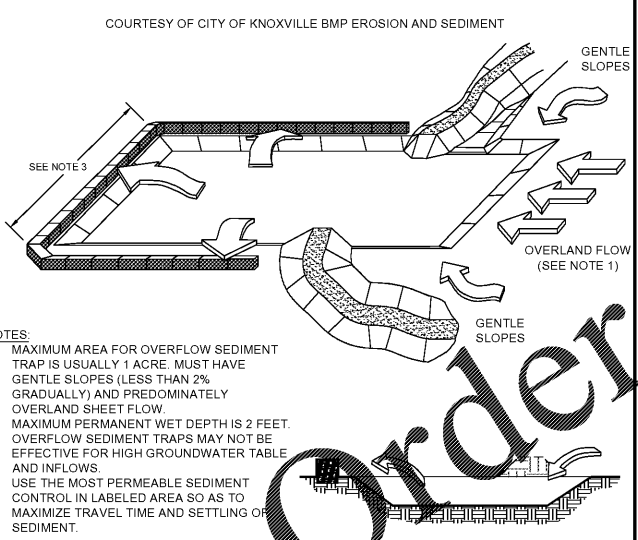 COURTESY OF CITY OF KNOXVILLE BMP EROSION AND SEDIMENT
GENTLE
SLOPES
SEE NOTE 3
OVERLAND FLOW
(SEE NOTE 1)
GENTLE
SLOPES
OTES:
MAXIMUM AREA FOR OVERFLOW SEDIMENT
TRAP IS USUALLY 1 ACRE. MUST HAVE
GENTLE SLOPES (LESS THAN 2%
GRADUALLY) AND PREDOMINATELY
OVERLAND SHEET FLOW.
MAXIMUM PERMANENT WET DEPTH IS 2 FEET.
OVERFLOW SEDIMENT TRAPS MAY NOT BE
EFFECTIVE FOR HIGH GROUNDWATER TABLE
AND INFLOWS.
USE THE MOST PERMEABLE SEDIMENT
CONTROL IN LABELED AREA SO AS TO
MAXIMIZE TRAVEL TIME AND SETTLING OF
SEDIMENT.
Order